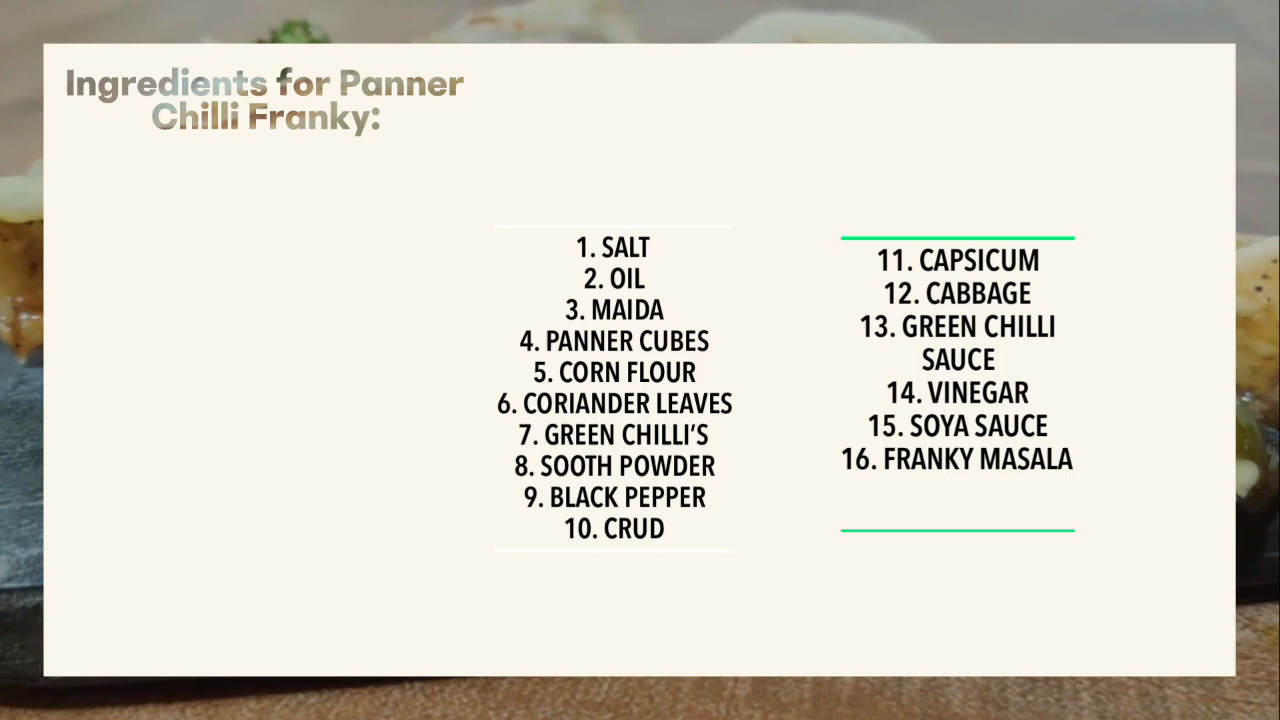 Ingredients for Panner
Chilli Franky:
1. SALT
2. OIL
3. MAIDA
4. PANNER CUBES
5. CORN FLOUR
6. CORIANDER LEAVES
7. GREEN CHILLI'S
8. SOOTH POWDER
9. BLACK PEPPER
10. CRUD
11. CAPSICUM
12. CABBAGE
13. GREEN CHILLI
SAUCE
14. VINEGAR
15. SOYA SAUCE
16. FRANKY MASALA